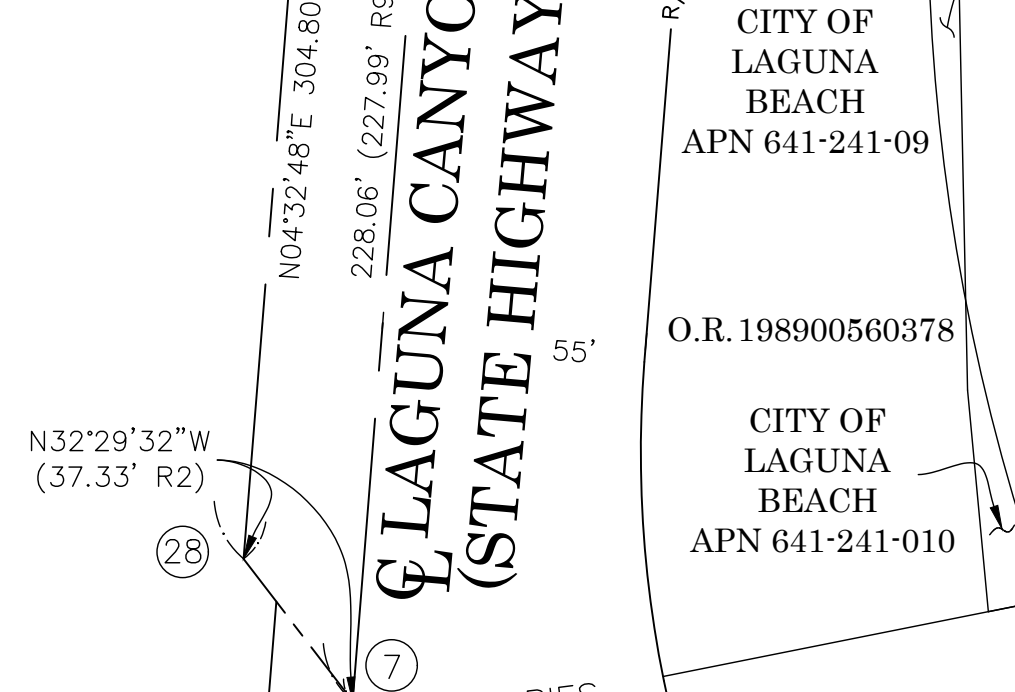 N04°32'48"E 304.80
228.06' (227.99'
℄ LAGUNA
(STATE HIGHWAY
CITY OF
LAGUNA
BEACH
APN 641-241-09
O.R. 198900560378
55'
CITY OF
LAGUNA
BEACH
APN 641-241-010
N32°29'32"W
(37.33' R2)
28
7